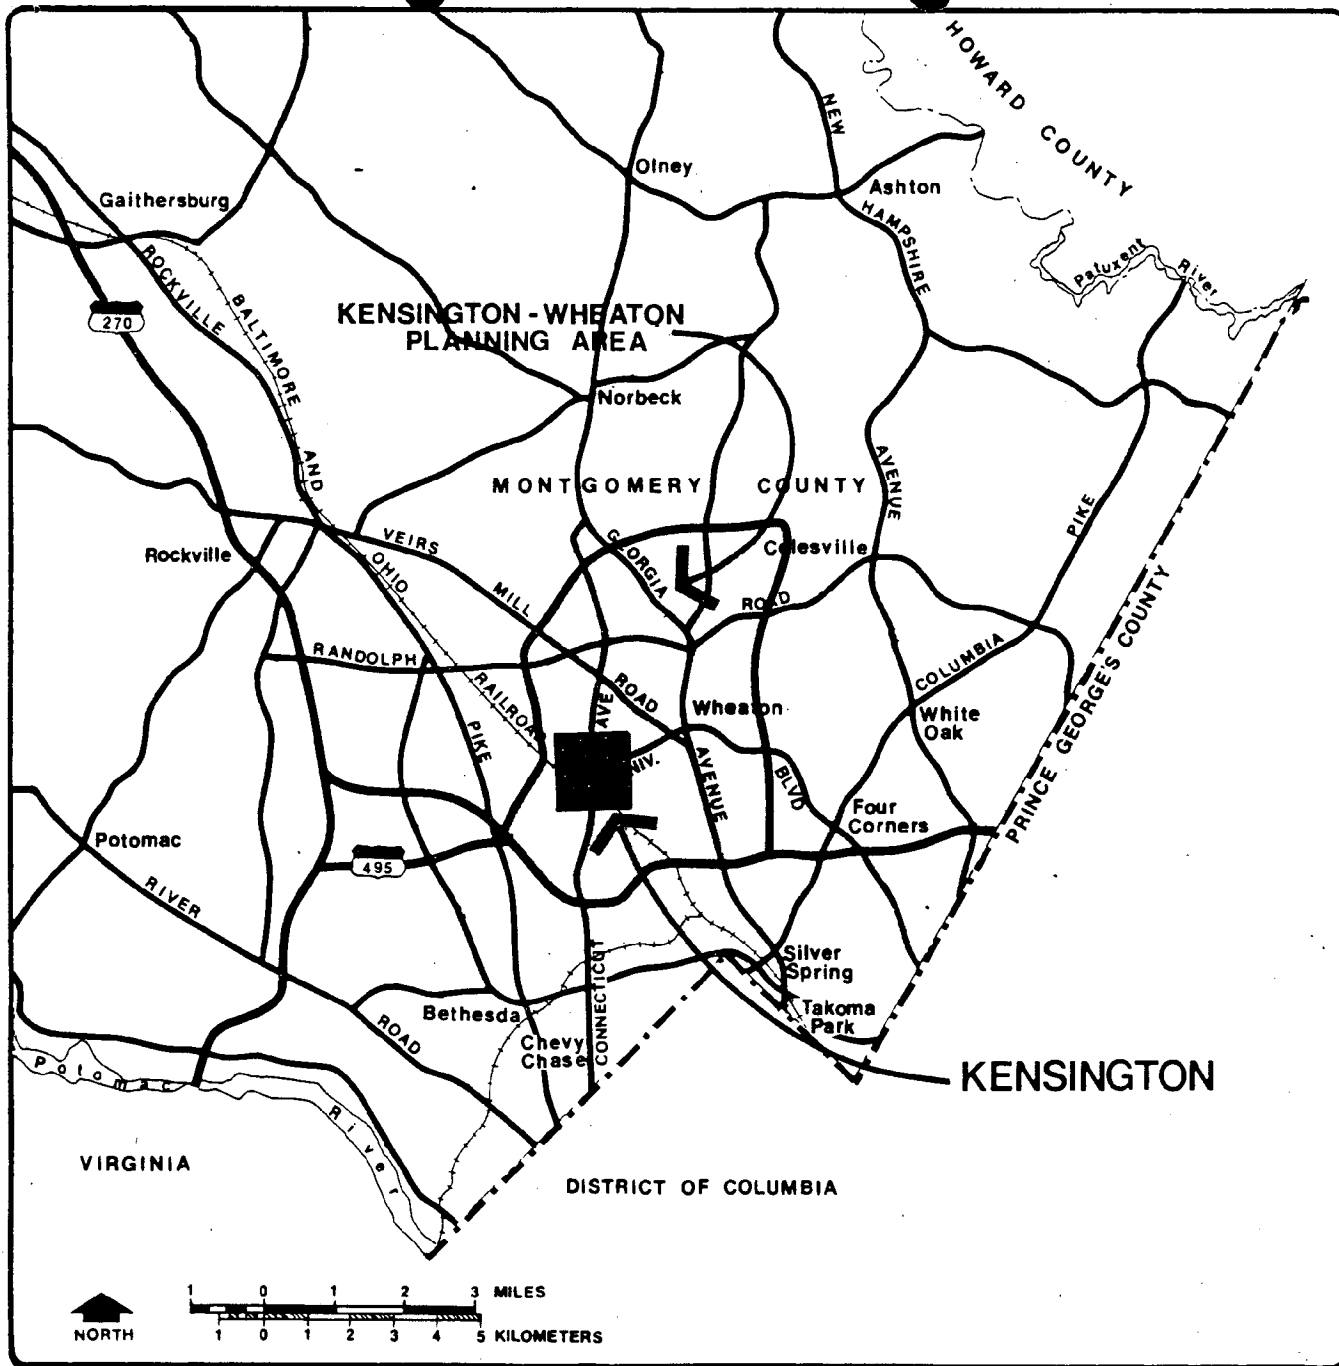 HOWARD COUNTY
NEW
Olney
Ashton
Gaithersburg
HAMPSHIRE
Patuxent River
ROCKVILLE
BALTIMORE
270
KENSINGTON-WHEATON
PLANNING AREA
Norbeck
AND
MONTGOMERY COUNTY
AVENUE
PIKE
Rockville
VEIRS
GEORGIA
Colesville
OHIO
MILL
ROAD
PRINCE GEORGE'S COUNTY
RANDOLPH
RAILROAD
ROAD
AVE
COLUMBIA
Wheaton
White
Oak
PIKE
AVENUE
BLVD
Four
Corners
Potomac
495
RIVER
Silver
Spring
CONNECTICUT
Bethesda
Takoma
Park
ROAD
Chevy
Chase
KENSINGTON
Potomac
River
VIRGINIA
DISTRICT OF COLUMBIA
1 0 1 2 3 MILES
NORTH
1 0 1 2 3 4 5 KILOMETERS